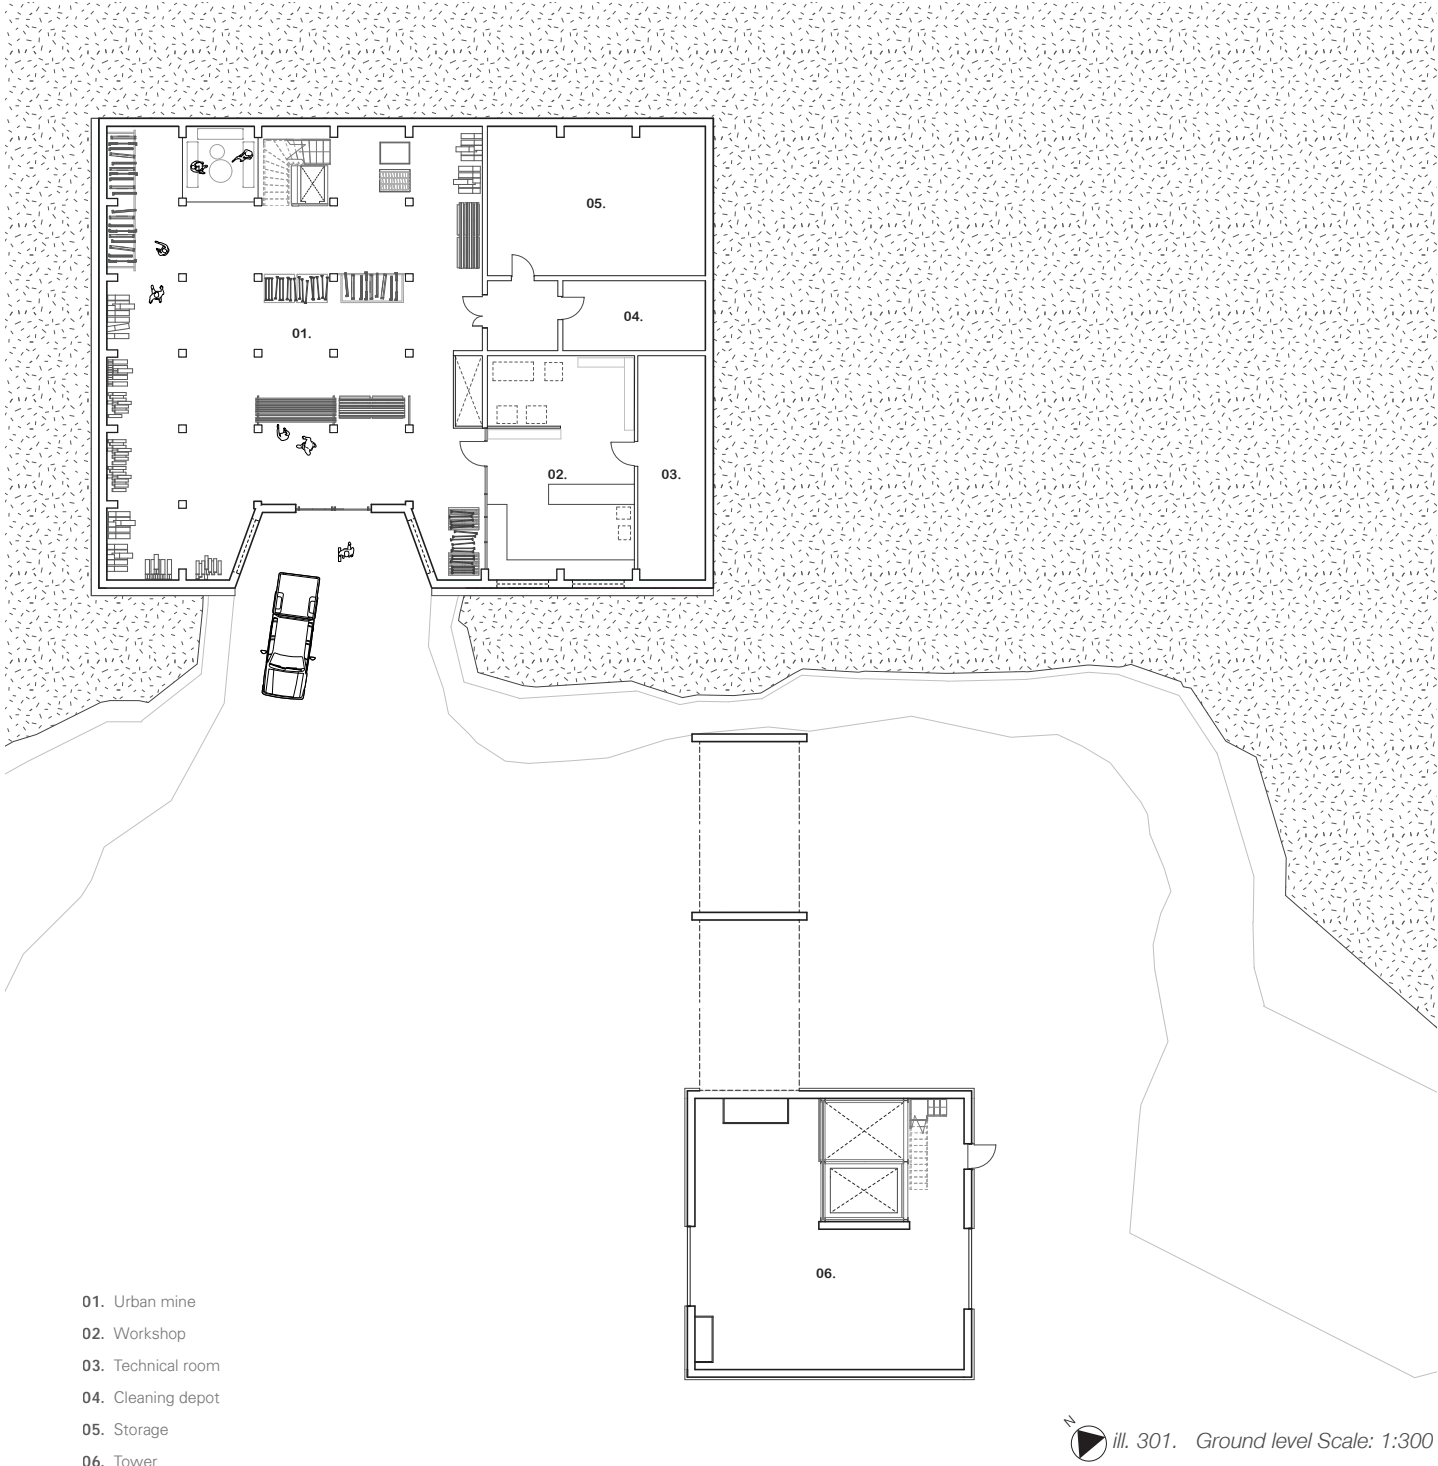 05.
04.
01.
02.
03.
06.
01. Urban mine
02. Workshop
03. Technical room
04. Cleaning depot
05. Storage
06. Tower
N
ill. 301. Ground level Scale: 1:300